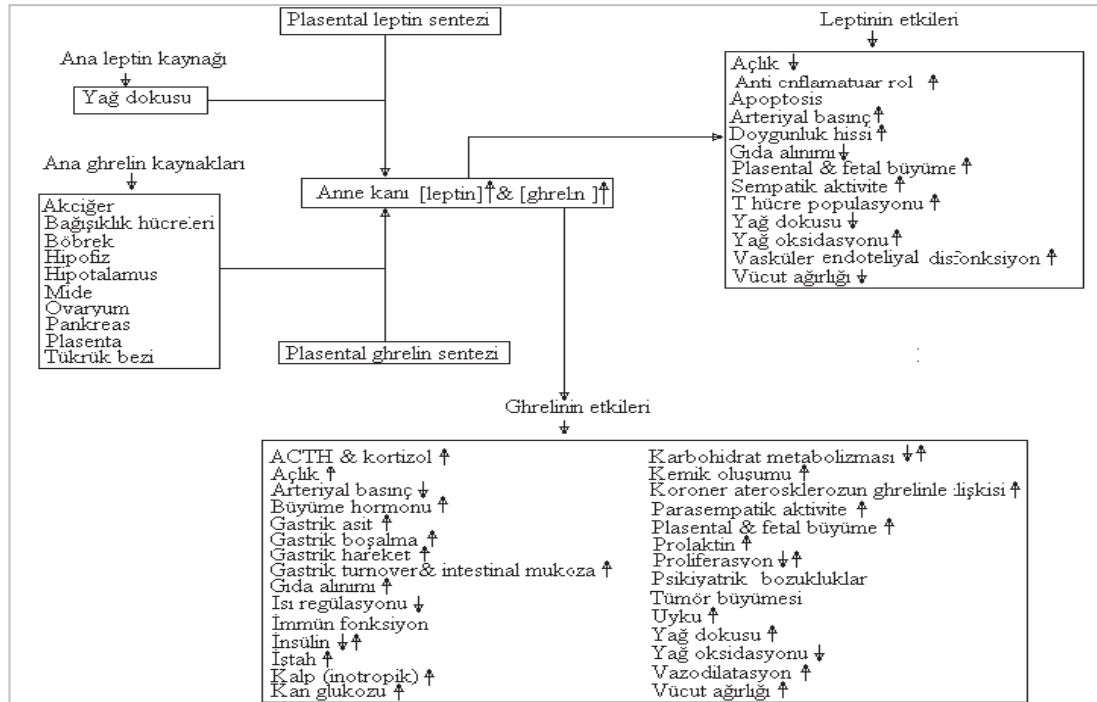 Plasental leptin sentezi
Leptinin etkileri
Ana leptin kaynağı
Yağ dokusu
Açlık ↓
Anti enflamatuar rol ↑
Apoptosis
Arteriyal basınç ↑
Doygunluk hissi ↑
Gıda alınımı ↓
Plasental & fetal büyüme ↑
Sempatik aktivite ↑
T hücre populasyonu ↑
Yağ dokusu ↓
Yağ oksidasyonu ↑
Vasküler endoteliyal disfonksiyon ↑
Vücut ağırlığı ↓
Ana ghrelin kaynakları
Akciğer
Bağışıklık hücreleri
Böbrek
Hipofiz
Hipotalamus
Mide
Ovaryum
Pankreas
Plasenta
Tükrük bezi
Anne kanı [leptin]↑ & [ghreln ]↑
Plasental ghrelin sentezi
Ghrelinin etkileri
ACTH & kortizol ↑
Açlık ↑
Arteriyal basınç ↓
Büyüme hormonu ↑
Gastrik asit ↑
Gastrik boşalma ↑
Gastrik hareket ↑
Gastrik turnover& intestinal mukoza ↑
Gıda alınımı ↑
Isı regülasyonu ↓
İmmün fonksiyon
İnsülin ↓↑
İştah ↑
Kalp (inotropik) ↑
Kan glukozu ↑
Karbohidrat metabolizması ↓↑
Kemik oluşumu ↑
Koroner aterosklerozun ghrelinle ilişkisi ↑
Parasempatik aktivite ↑
Plasental & fetal büyüme ↑
Prolaktin ↑
Proliferasyon ↓↑
Psikiyatrik bozukluklar
Tümör büyümesi
Uyku ↑
Yağ dokusu ↑
Yağ oksidasyonu ↓
Vazodilatasyon ↑
Vücut ağırlığı ↑